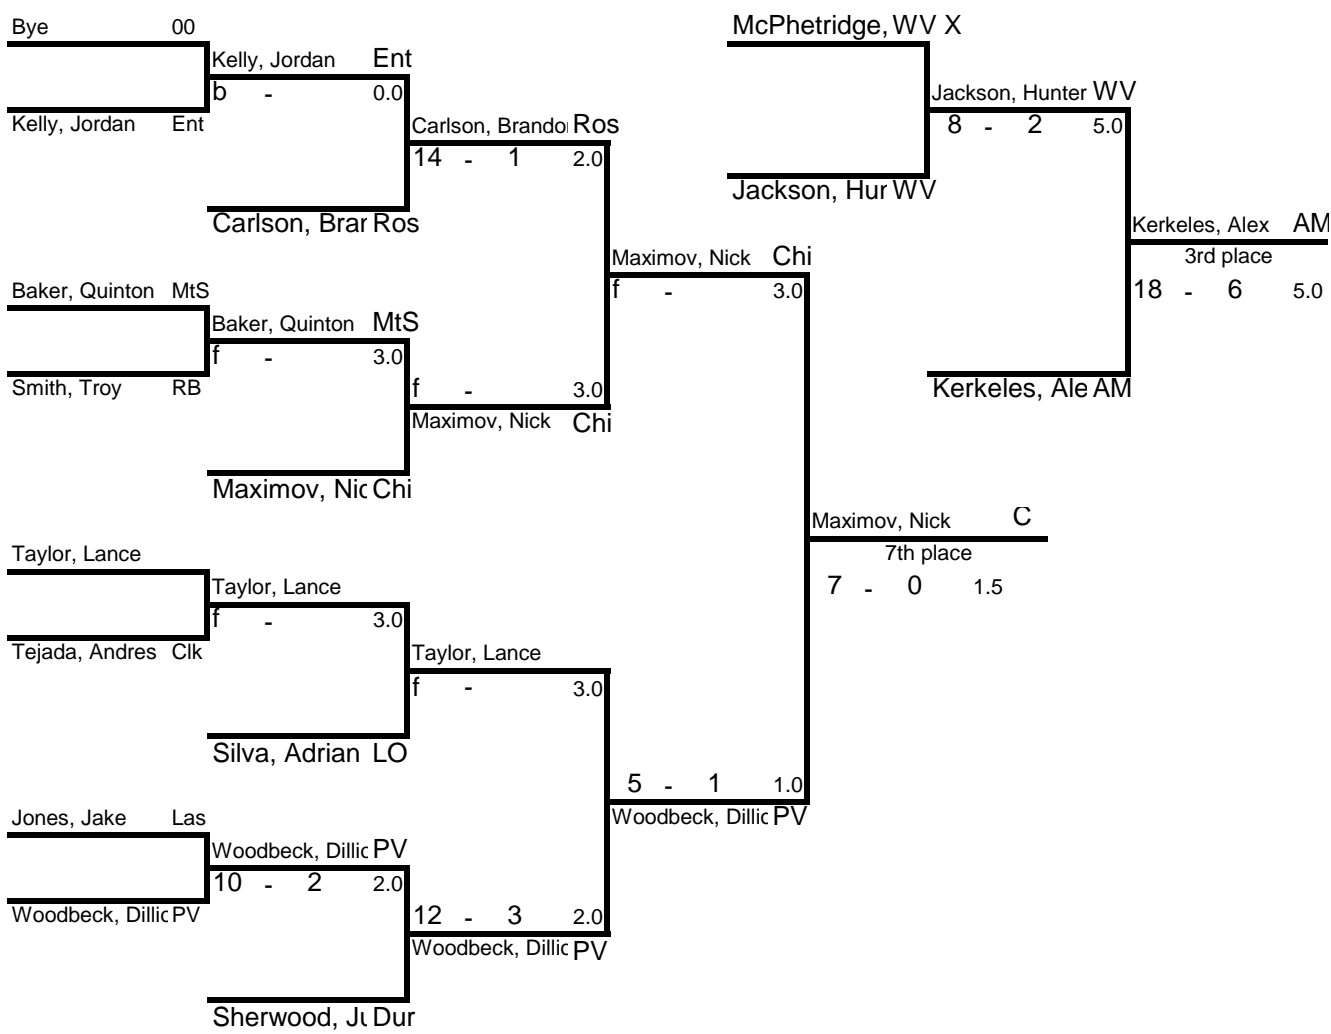 Bye 00
Kelly, Jordan Ent
b - 0.0
Kelly, Jordan Ent
Carlson, Brando Ros
14 - 1 2.0
Carlson, Brar Ros
Maximov, Nick Chi
f - 3.0
Baker, Quinton MtS
Baker, Quinton MtS
f - 3.0
Smith, Troy RB
f - 3.0
Maximov, Nick Chi
Maximov, Nic Chi
Maximov, Nick C
7th place
7 - 0 1.5
Taylor, Lance
Taylor, Lance
f - 3.0
Tejada, Andres Clk
Taylor, Lance
f - 3.0
Silva, Adrian LO
5 - 1 1.0
Woodbeck, Dillic PV
Jones, Jake Las
Woodbeck, Dillic PV
10 - 2 2.0
Woodbeck, Dillic PV
12 - 3 2.0
Woodbeck, Dillic PV
Sherwood, Ju Dur
McPhetridge, WV X
Jackson, Hunter WV
8 - 2 5.0
Jackson, Hur WV
Kerkeles, Alex AM
3rd place
18 - 6 5.0
Kerkeles, Ale AM